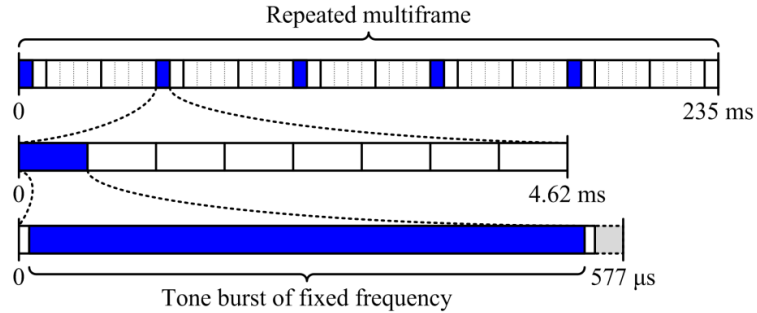 Repeated multiframe
0
235 ms
0
4.62 ms
0
577 μs
Tone burst of fixed frequency